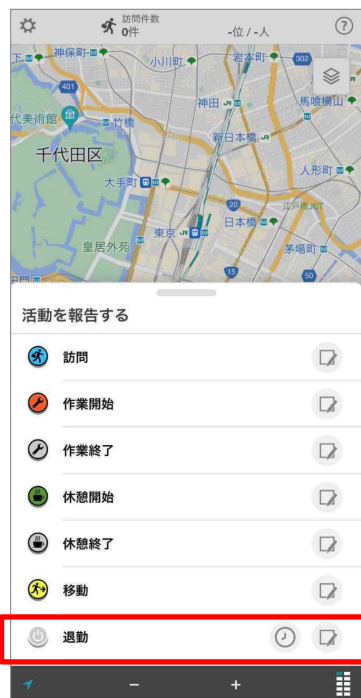 訪問件数
0件
-位 / -人
?
神保町
小川町
岩本町
302
401
神田
馬喰横山
代美術館
竹橋
新日本橋
千代田区
人形町
大手町
20
江戸橋JCT
日本橋
東京
皇居外苑
茅場町
15
50
活動を報告する
訪問
作業開始
作業終了
休憩開始
休憩終了
移動
退勤
− +